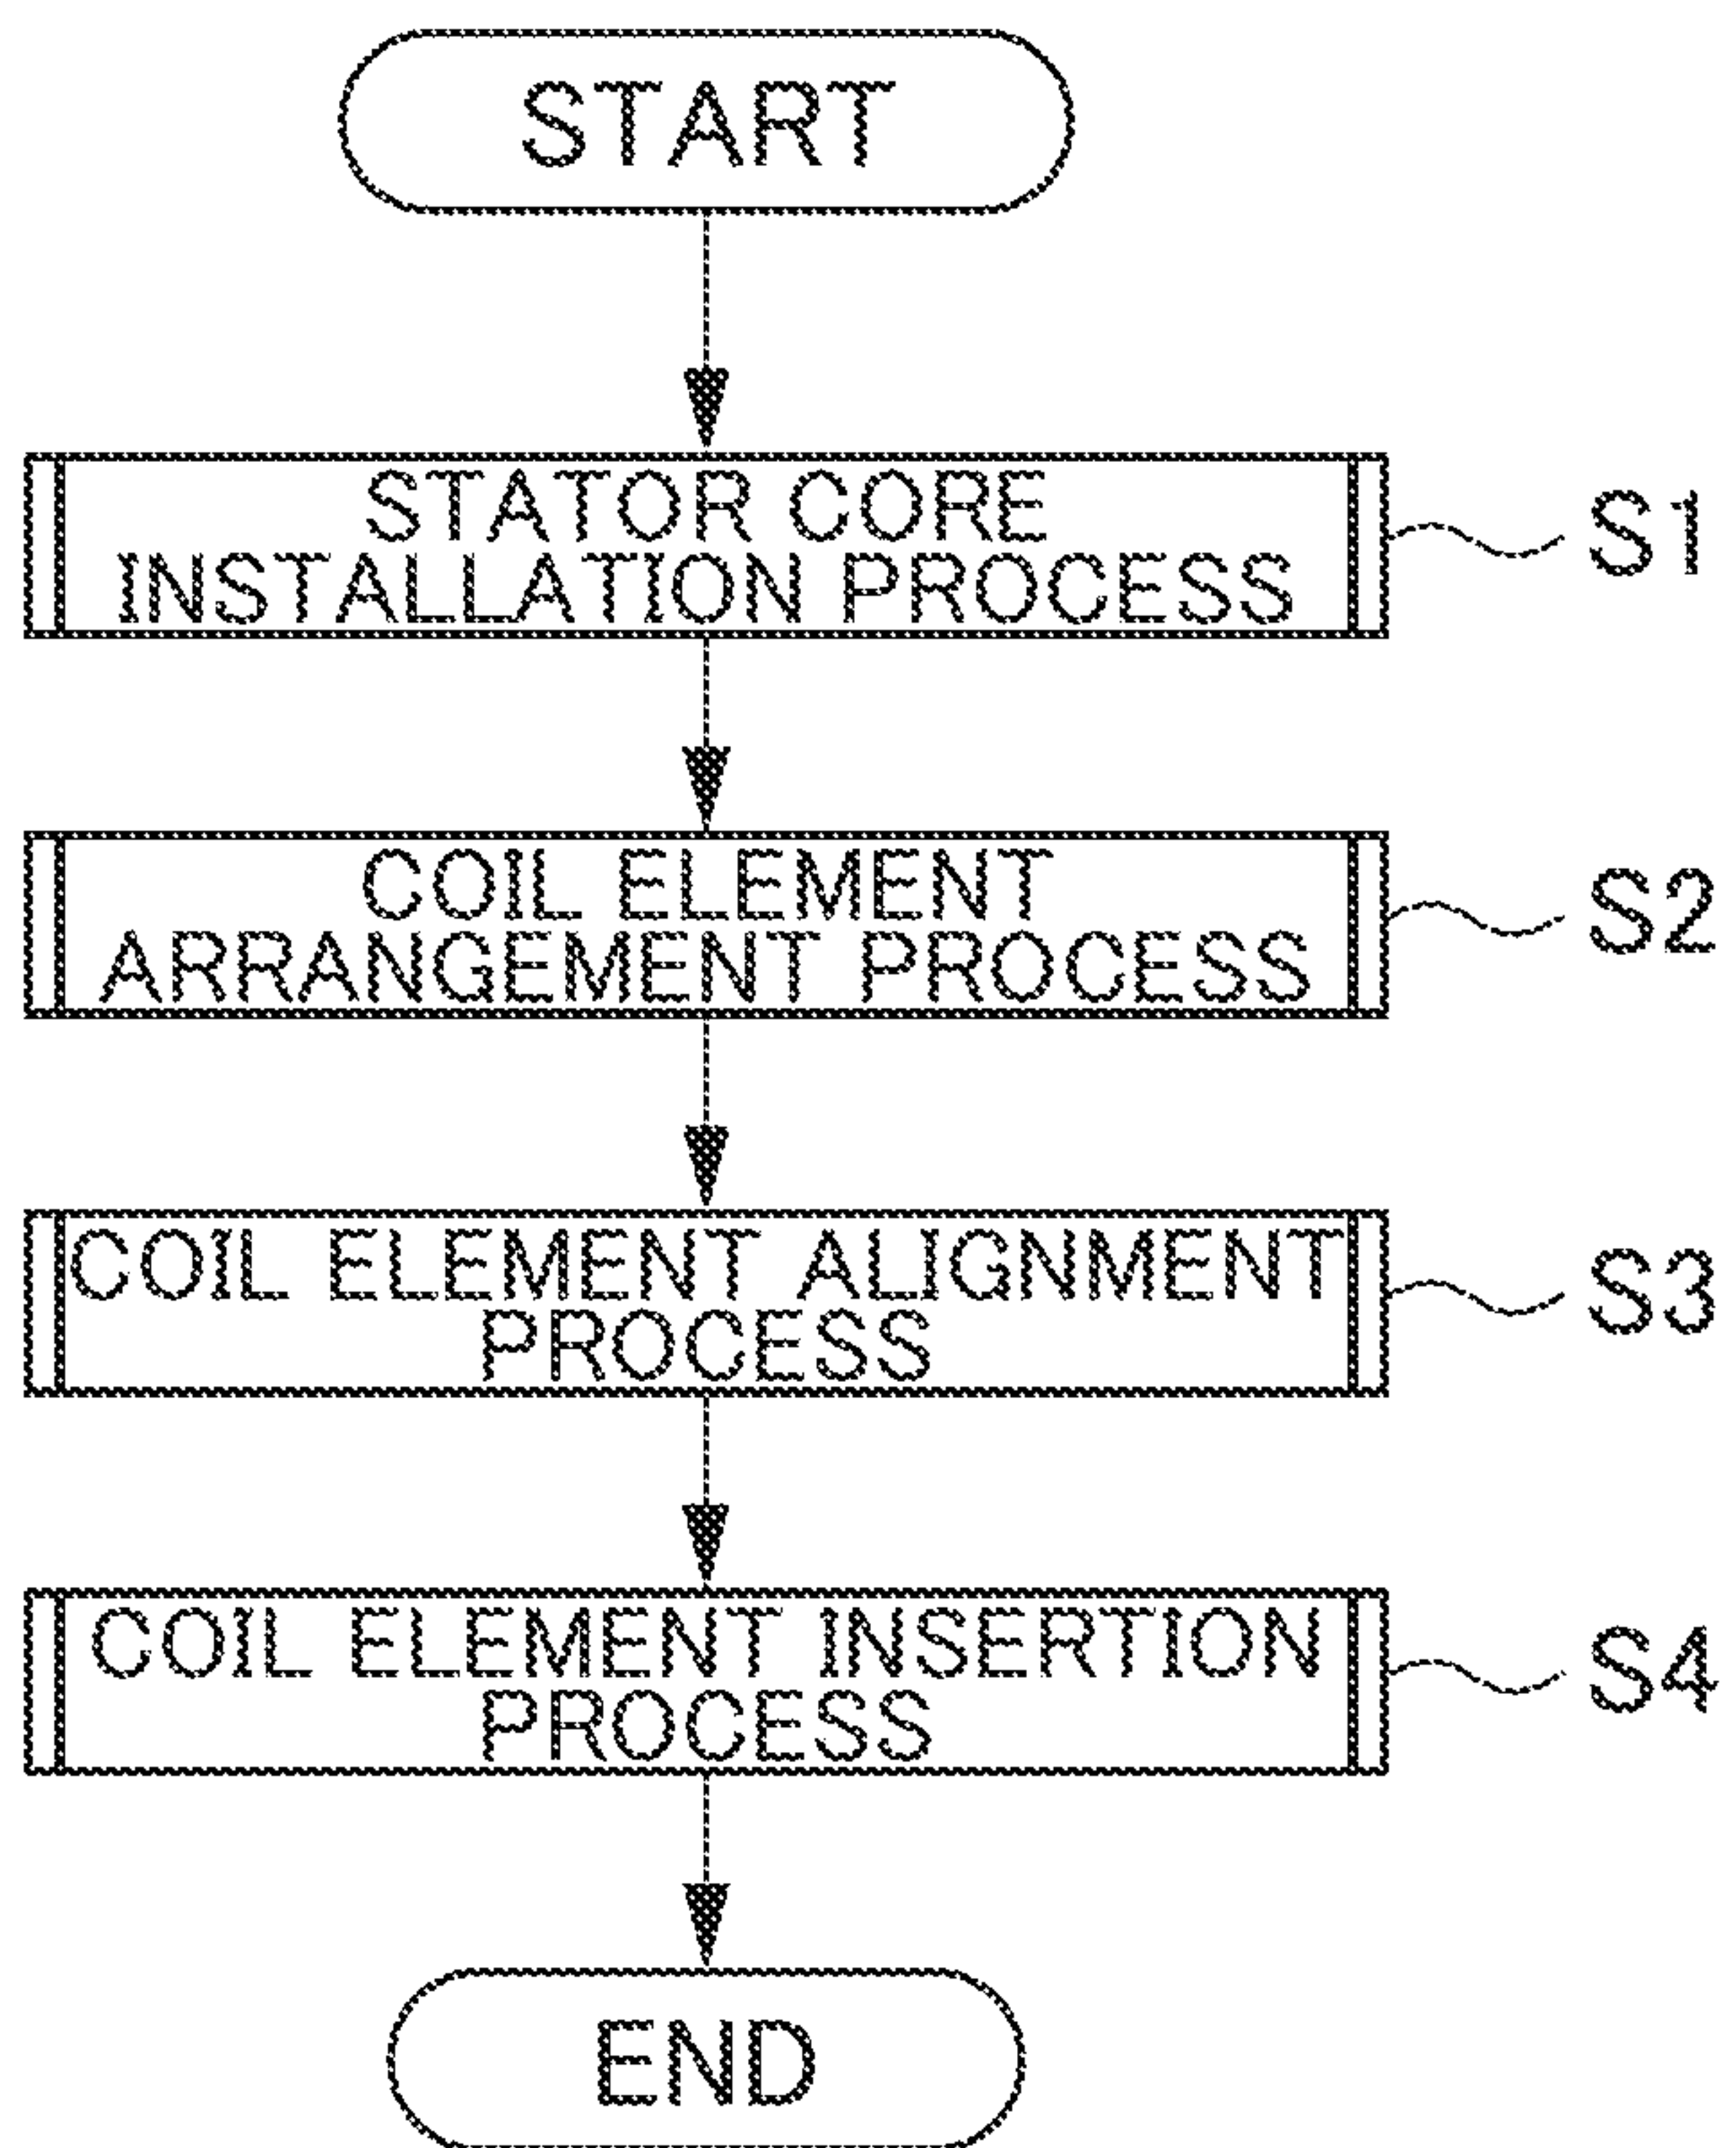 START
STATOR CORE
INSTALLATION PROCESS
S1
COIL ELEMENT
ARRANGEMENT PROCESS
S2
COIL ELEMENT ALIGNMENT
PROCESS
S3
COIL ELEMENT INSERTION
PROCESS
S4
END